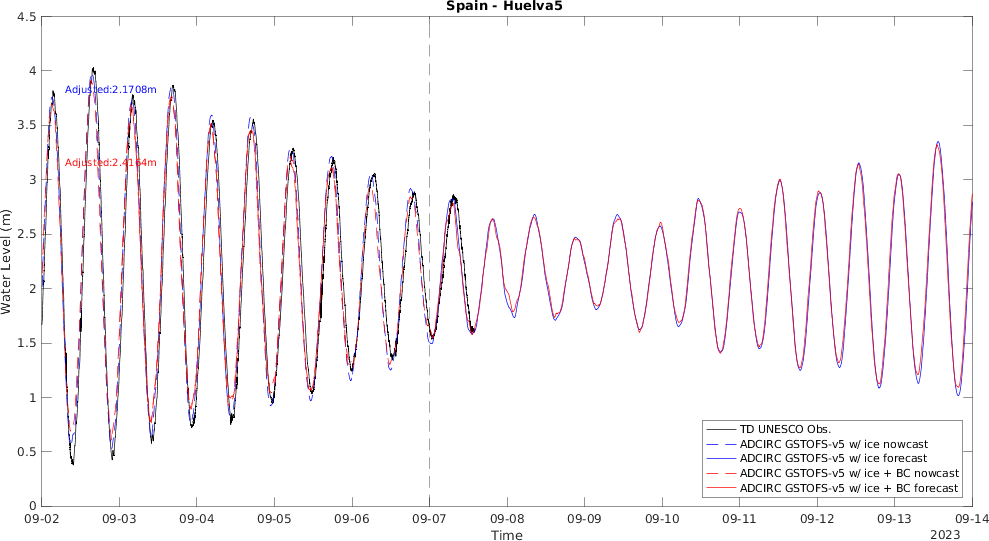 Spain - Huelva5
4.5
4
3.5
3
2.5
2
1.5
1
0.5
0
Water Level (m)
Adjusted:2.1708m
Adjusted:2.4164m
TD UNESCO Obs.
ADCIRC GSTOFS-v5 w/ ice nowcast
ADCIRC GSTOFS-v5 w/ ice forecast
ADCIRC GSTOFS-v5 w/ ice + BC nowcast
ADCIRC GSTOFS-v5 w/ ice + BC forecast
09-02 09-03 09-04 09-05 09-06 09-07 09-08 09-09 09-10 09-11 09-12 09-13 09-14
Time
2023